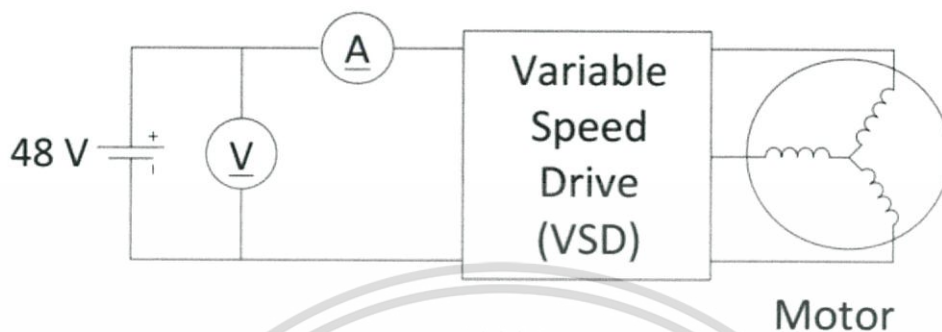 A
48 V
+
-
V
Variable
Speed
Drive
(VSD)
Motor